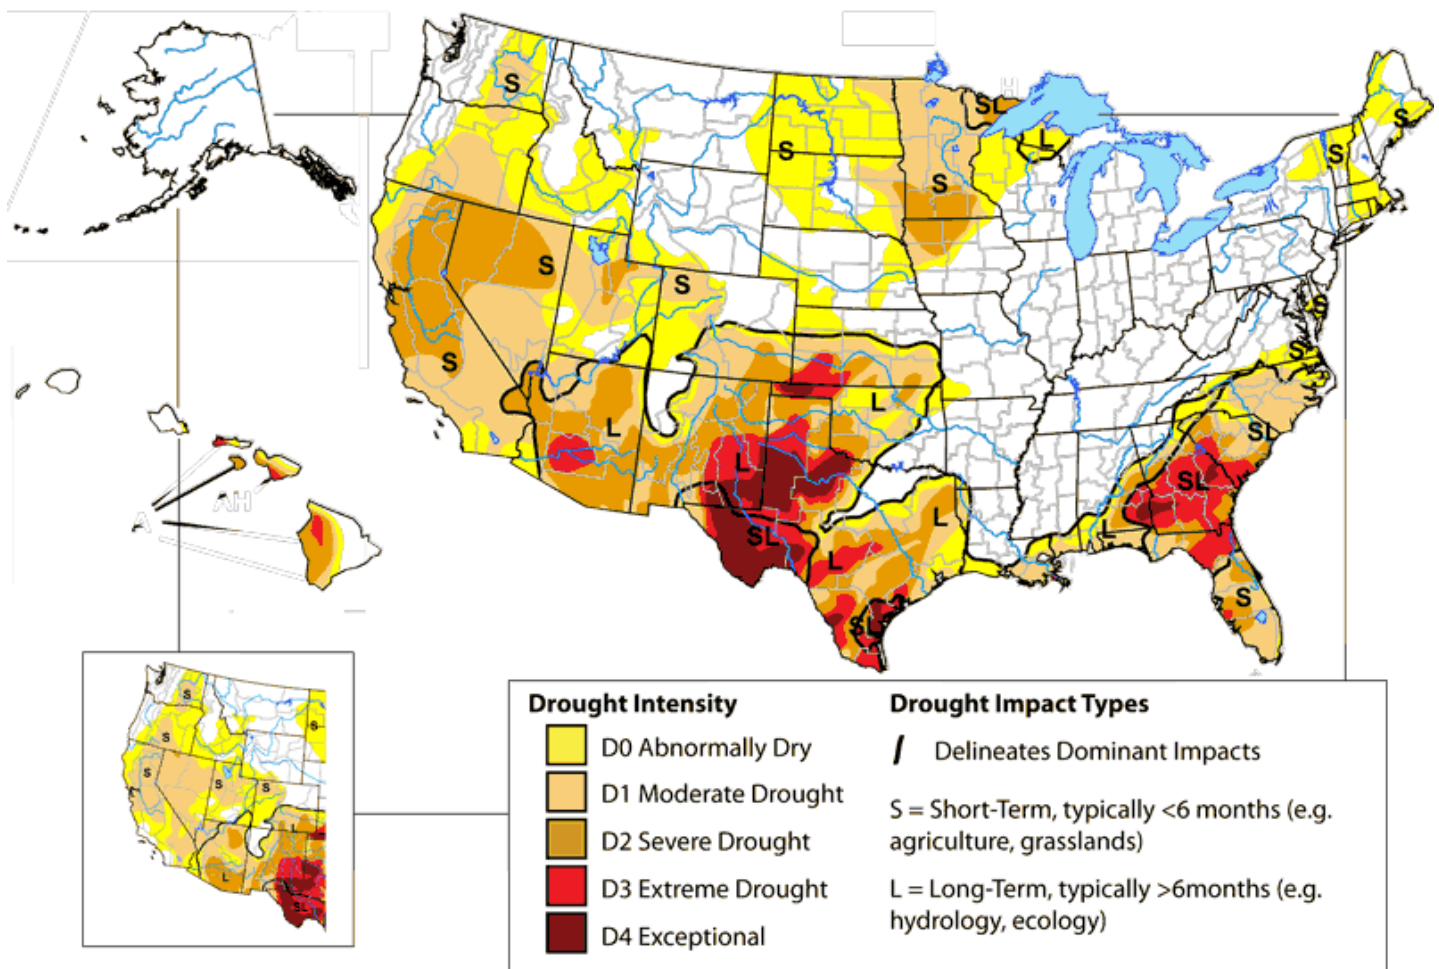 S
SL
L
S
S
S
S
S
S
S
S
S
S
L
L
SL
L
L
SL
SL
L
L
S
SL
A
AH
H
S
S
S
S
S
S
L
L
SL
Drought Intensity
D0 Abnormally Dry
D1 Moderate Drought
D2 Severe Drought
D3 Extreme Drought
D4 Exceptional
Drought Impact Types
Delineates Dominant Impacts
S = Short-Term, typically <6 months (e.g.
agriculture, grasslands)
L = Long-Term, typically >6months (e.g.
hydrology, ecology)